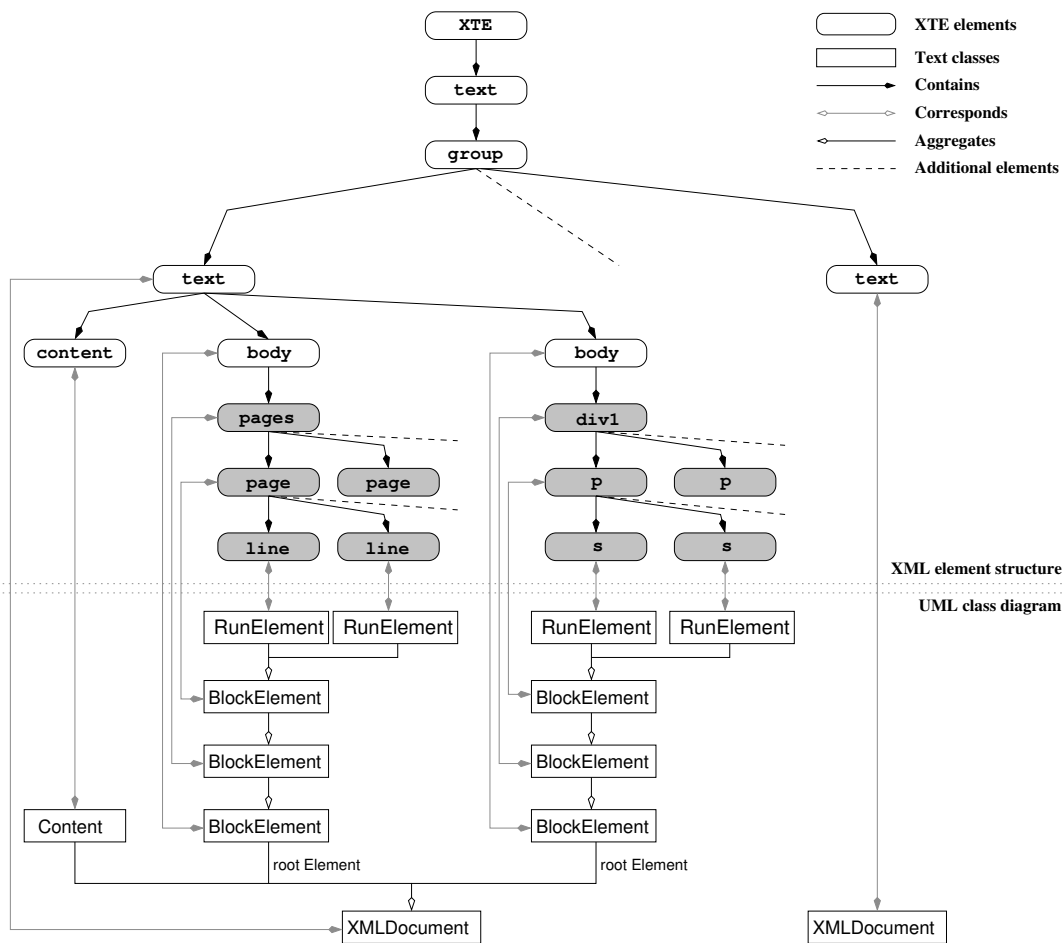 XTE
XTE elements
Text classes
text
Contains
Corresponds
Aggregates
group
Additional elements
text
text
content
body
body
pages
div1
page
page
p
p
line
line
s
s
XML element structure
UML class diagram
RunElement
RunElement
RunElement
RunElement
BlockElement
BlockElement
BlockElement
BlockElement
Content
BlockElement
BlockElement
root Element
root Element
XMLDocument
XMLDocument